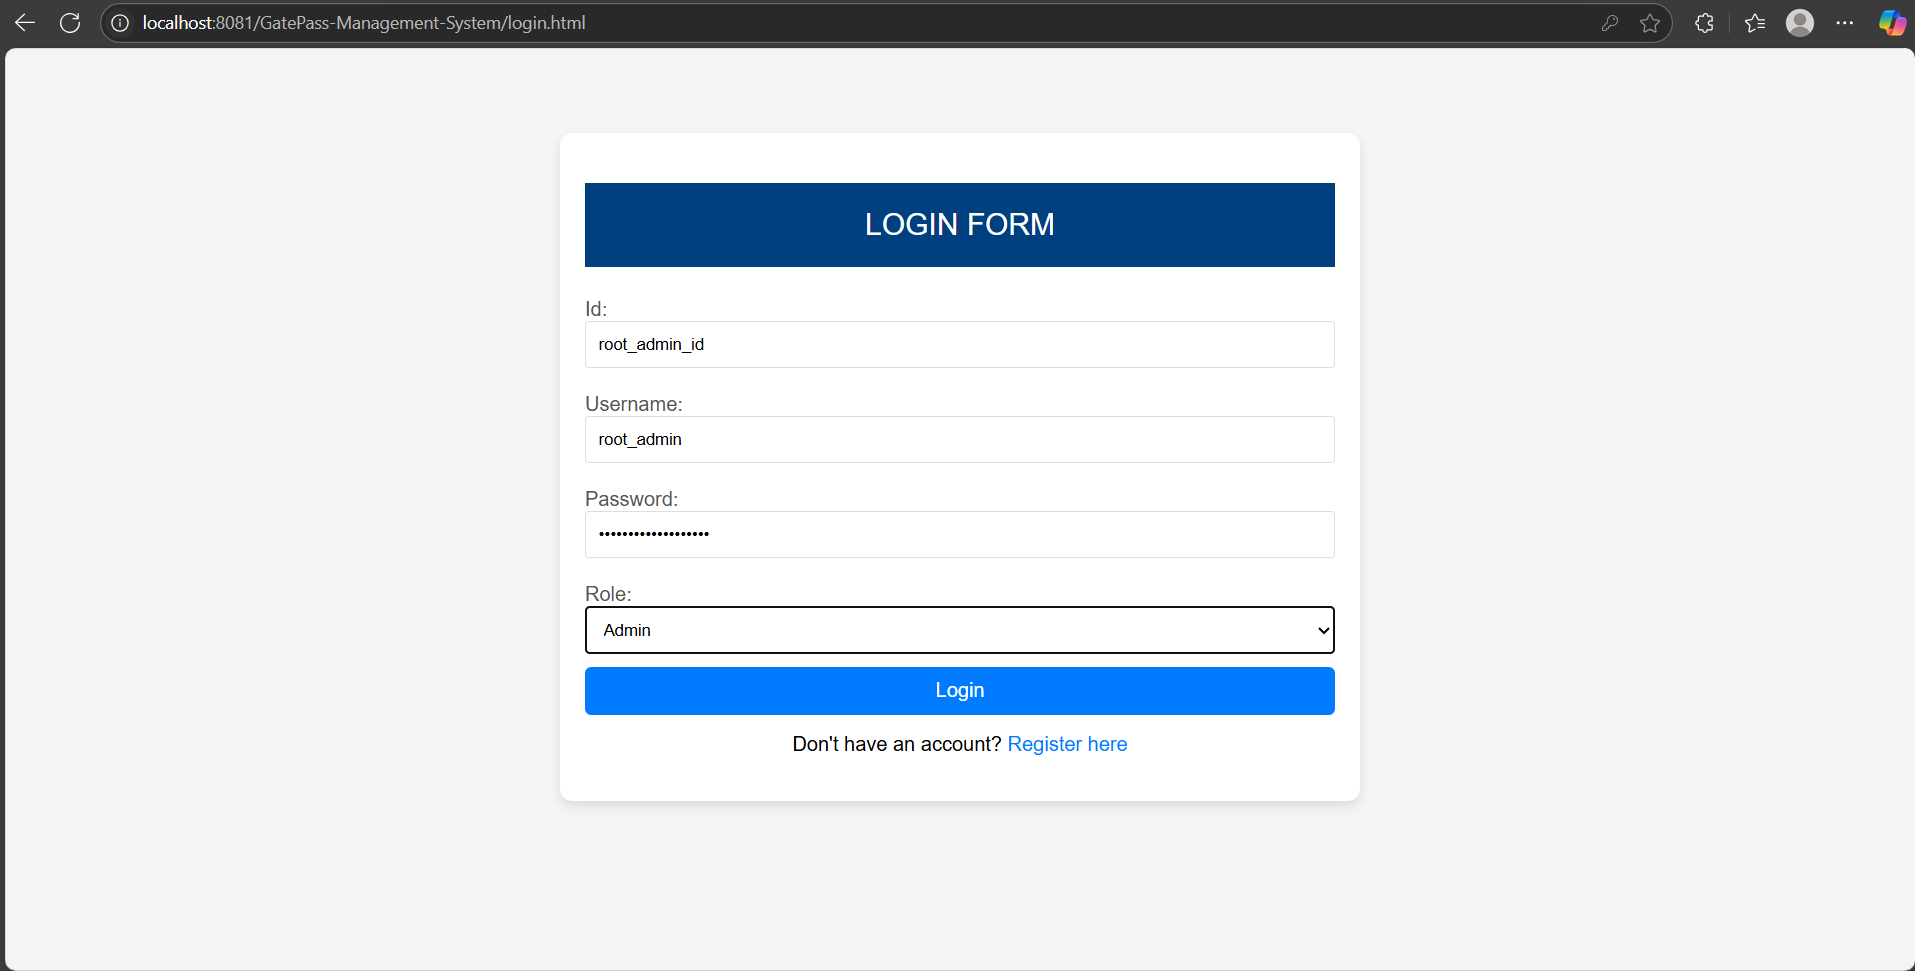 localhost:8081/GatePass-Management-System/login.html
LOGIN FORM
Id:
root_admin_id
Username:
root_admin
Password:
•••••••••••••••••••
Role:
Admin
Login
Don't have an account? Register here